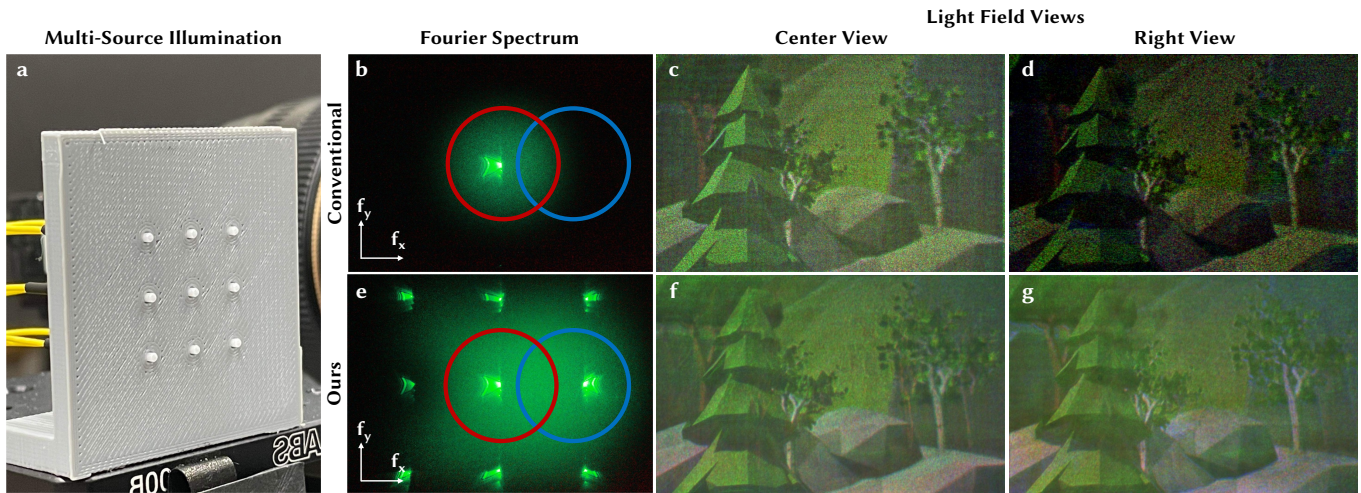 Light Field Views
Multi-Source Illumination
Fourier Spectrum
Center View
Right View
a
b
c
d
Conventional
f_y
f_x
e
f
g
Ours
f_y
f_x
ABS